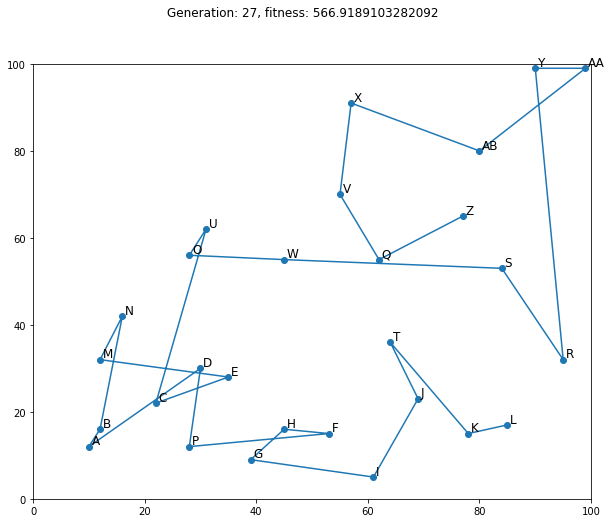 Generation: 27, fitness: 566.9189103282092
100
Y
AA
X
AB
80
V
Z
U
60
O
W
Q
S
N
40
T
M
R
D
E
C
J
20
B
H
F
K
L
A
P
G
I
0
0 20 40 60 80 100